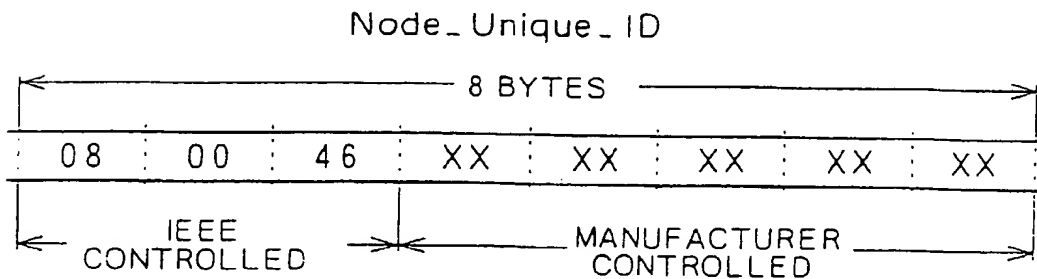 Node_Unique_ID
8 BYTES
08 00 46 XX XX XX XX XX
IEEE CONTROLLED
MANUFACTURER CONTROLLED